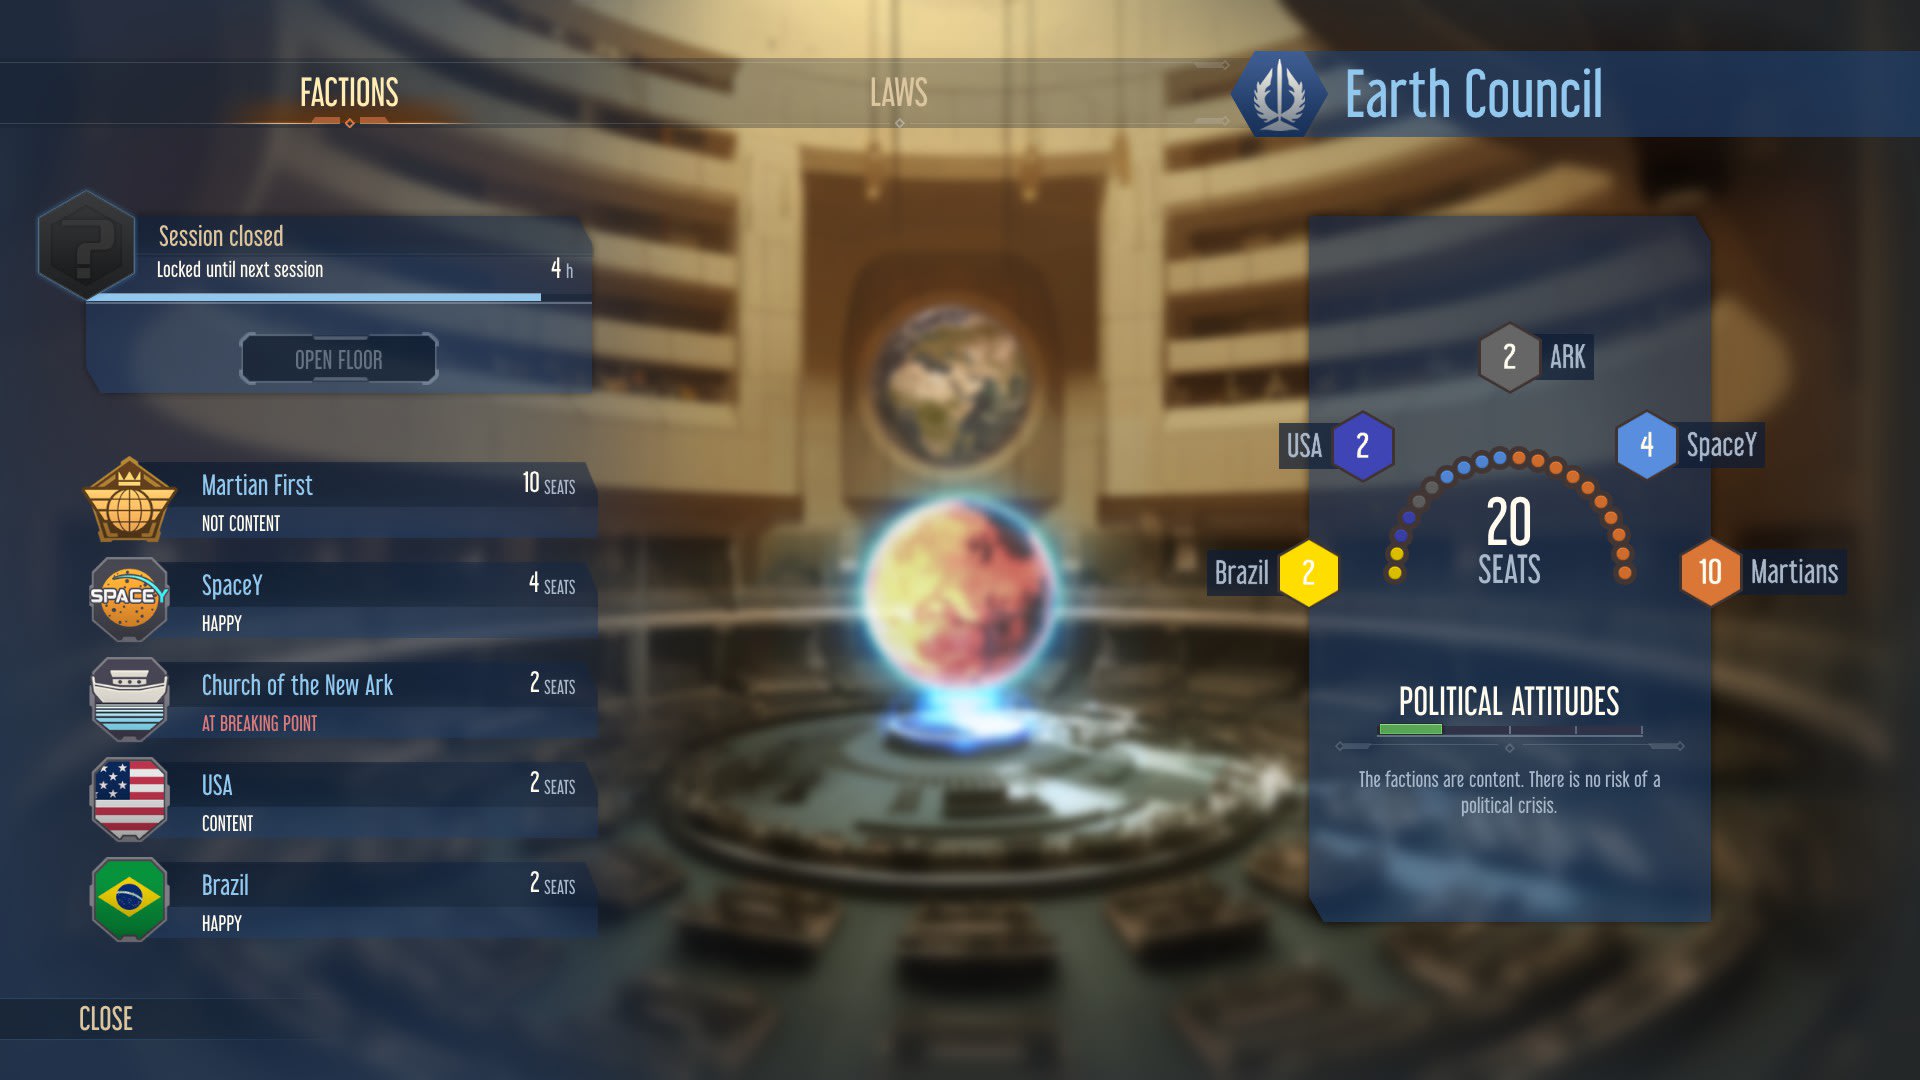 FACTIONS
LAWS
Earth Council
Session closed
Locked until next session
4 h
OPEN FLOOR
Martian First
10 SEATS
NOT CONTENT
SPACEY
SpaceY
4 SEATS
HAPPY
Church of the New Ark
2 SEATS
AT BREAKING POINT
USA
2 SEATS
CONTENT
Brazil
2 SEATS
HAPPY
CLOSE
2 ARK
USA 2
4 SpaceY
20
SEATS
Brazil 2
10 Martians
POLITICAL ATTITUDES
The factions are content. There is no risk of a
political crisis.